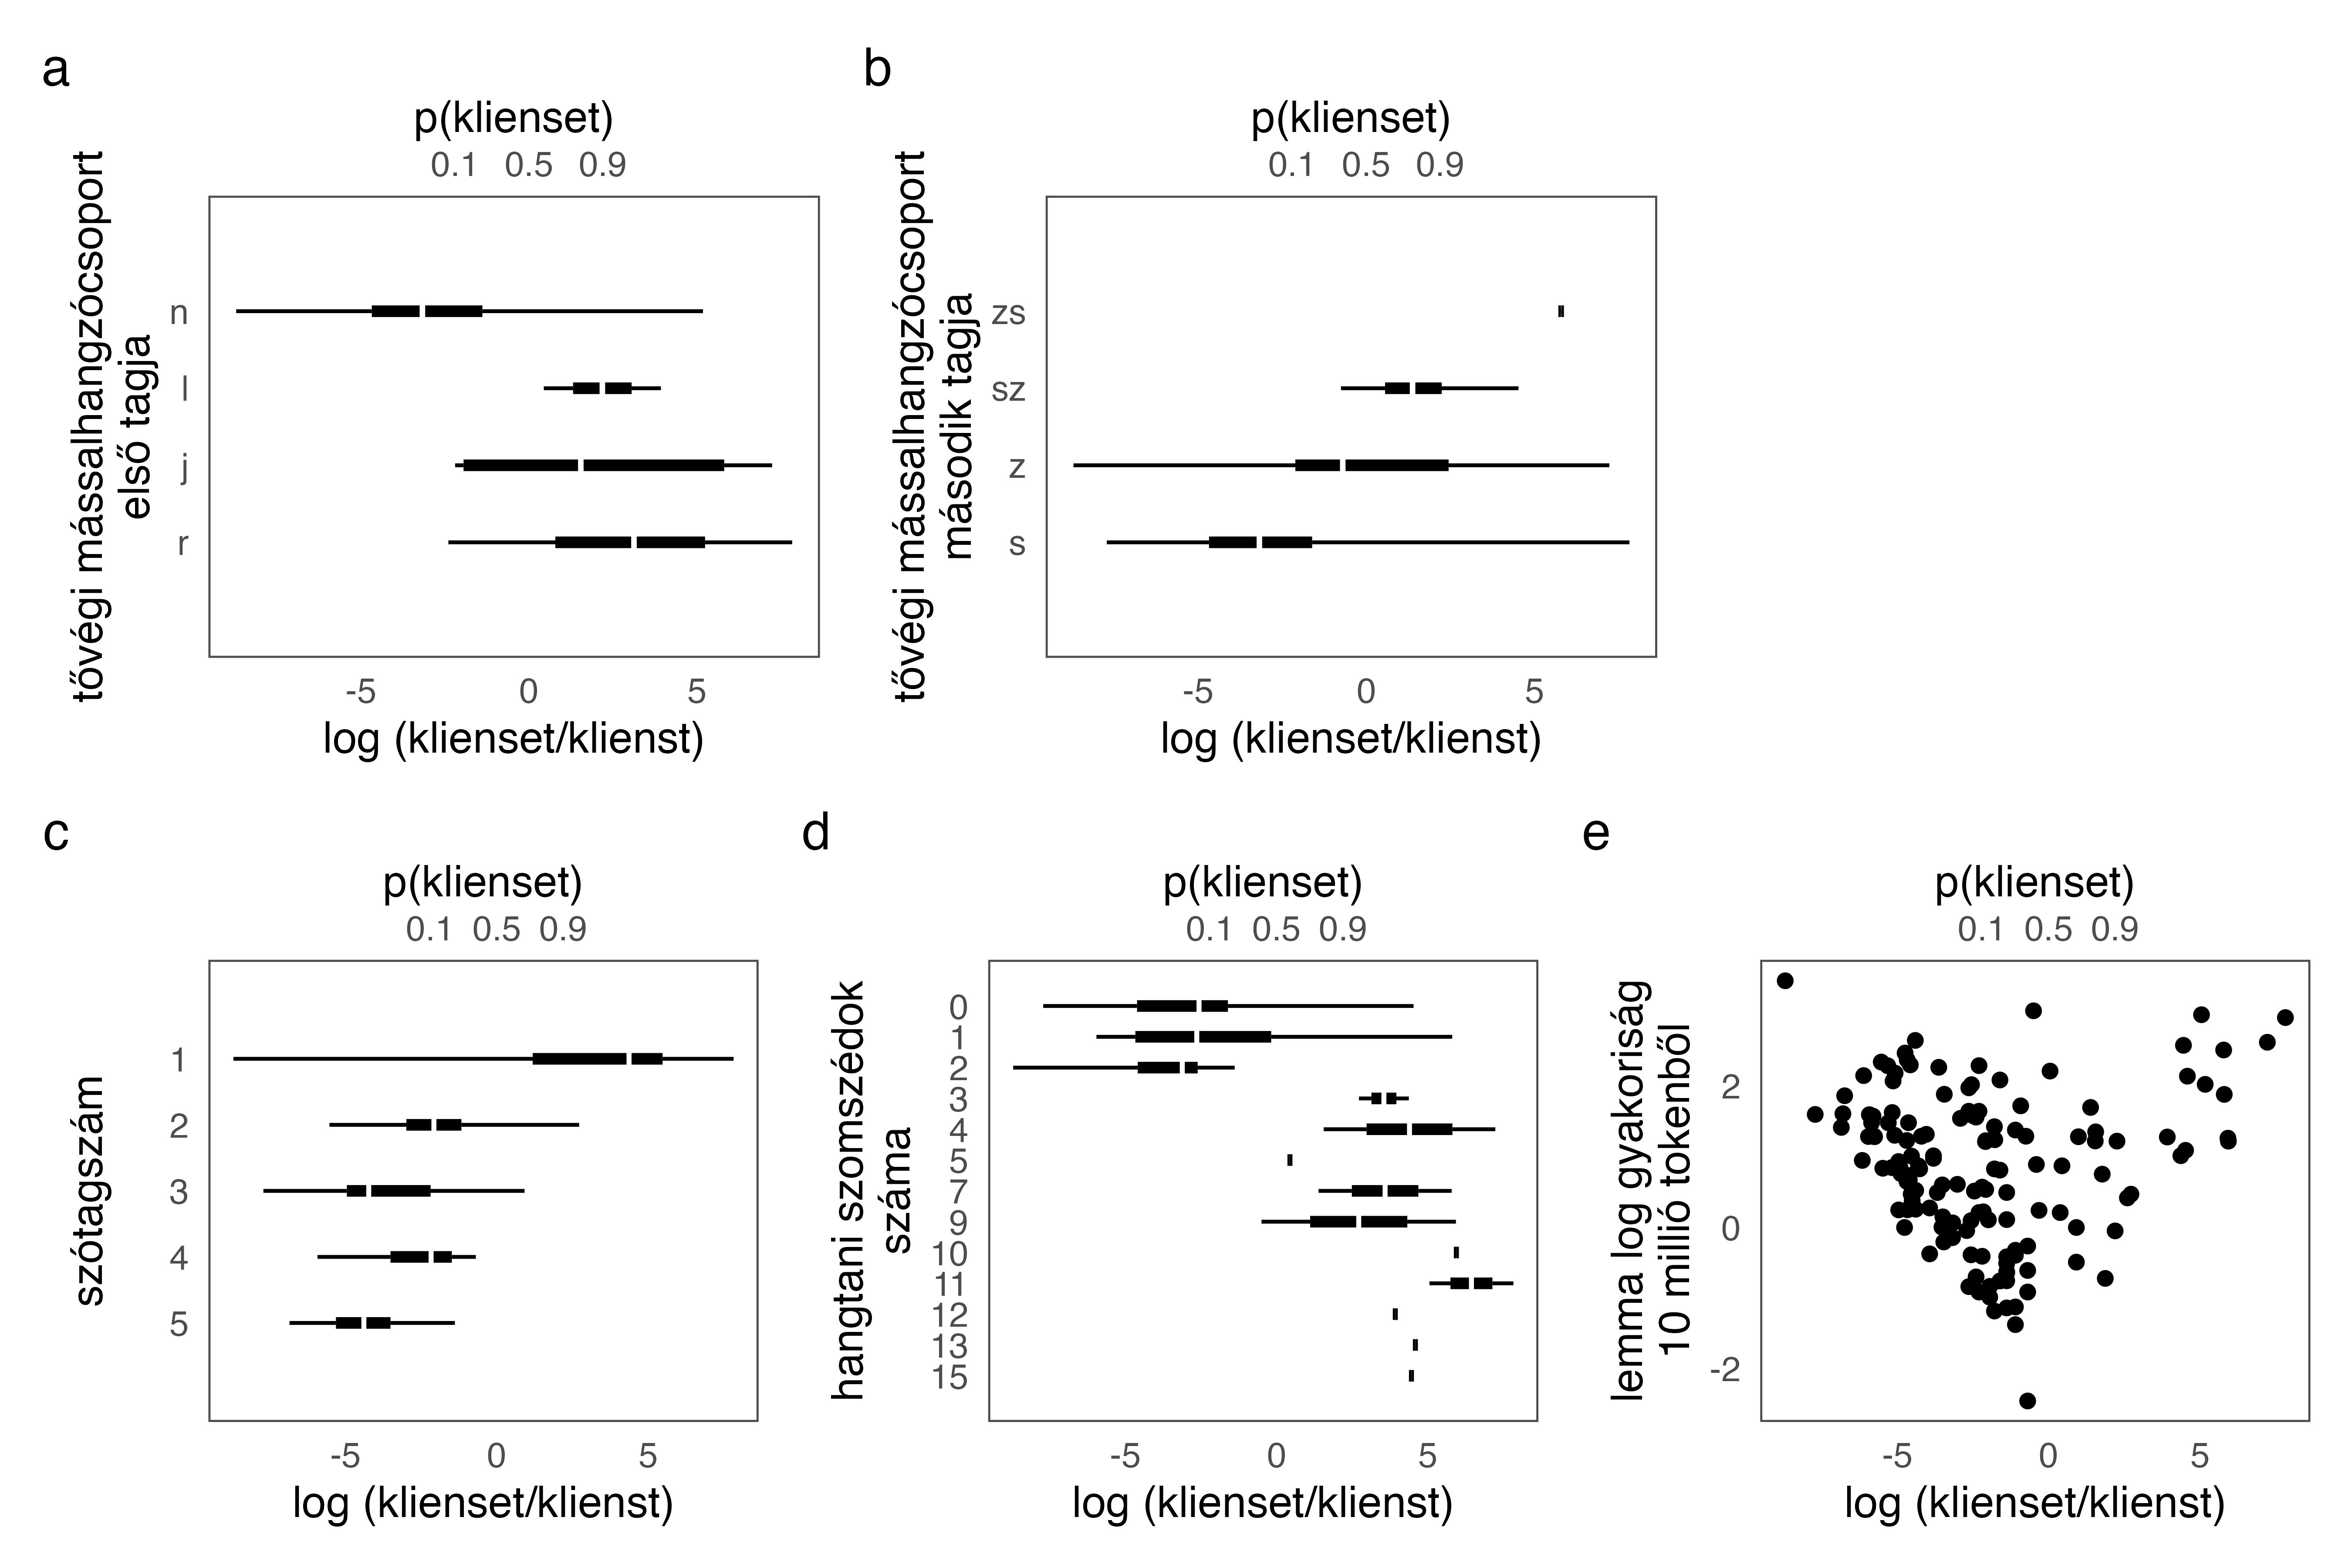 a
p(klienset)
0.1 0.5 0.9
tővégi mássalhangzócsoport
első tagja
n
l
j
r
-5 0 5
log (klienset/klienst)
b
p(klienset)
0.1 0.5 0.9
tővégi mássalhangzócsoport
második tagja
zs
sz
z
s
-5 0 5
log (klienset/klienst)
c
p(klienset)
0.1 0.5 0.9
szótagszám
1
2
3
4
5
-5 0 5
log (klienset/klienst)
d
p(klienset)
0.1 0.5 0.9
hangtani szomszédok
száma
0
1
2
3
4
5
7
9
10
11
12
13
15
-5 0 5
log (klienset/klienst)
e
p(klienset)
0.1 0.5 0.9
lemma log gyakoriság
10 millió tokenből
2
0
-2
-5 0 5
log (klienset/klienst)